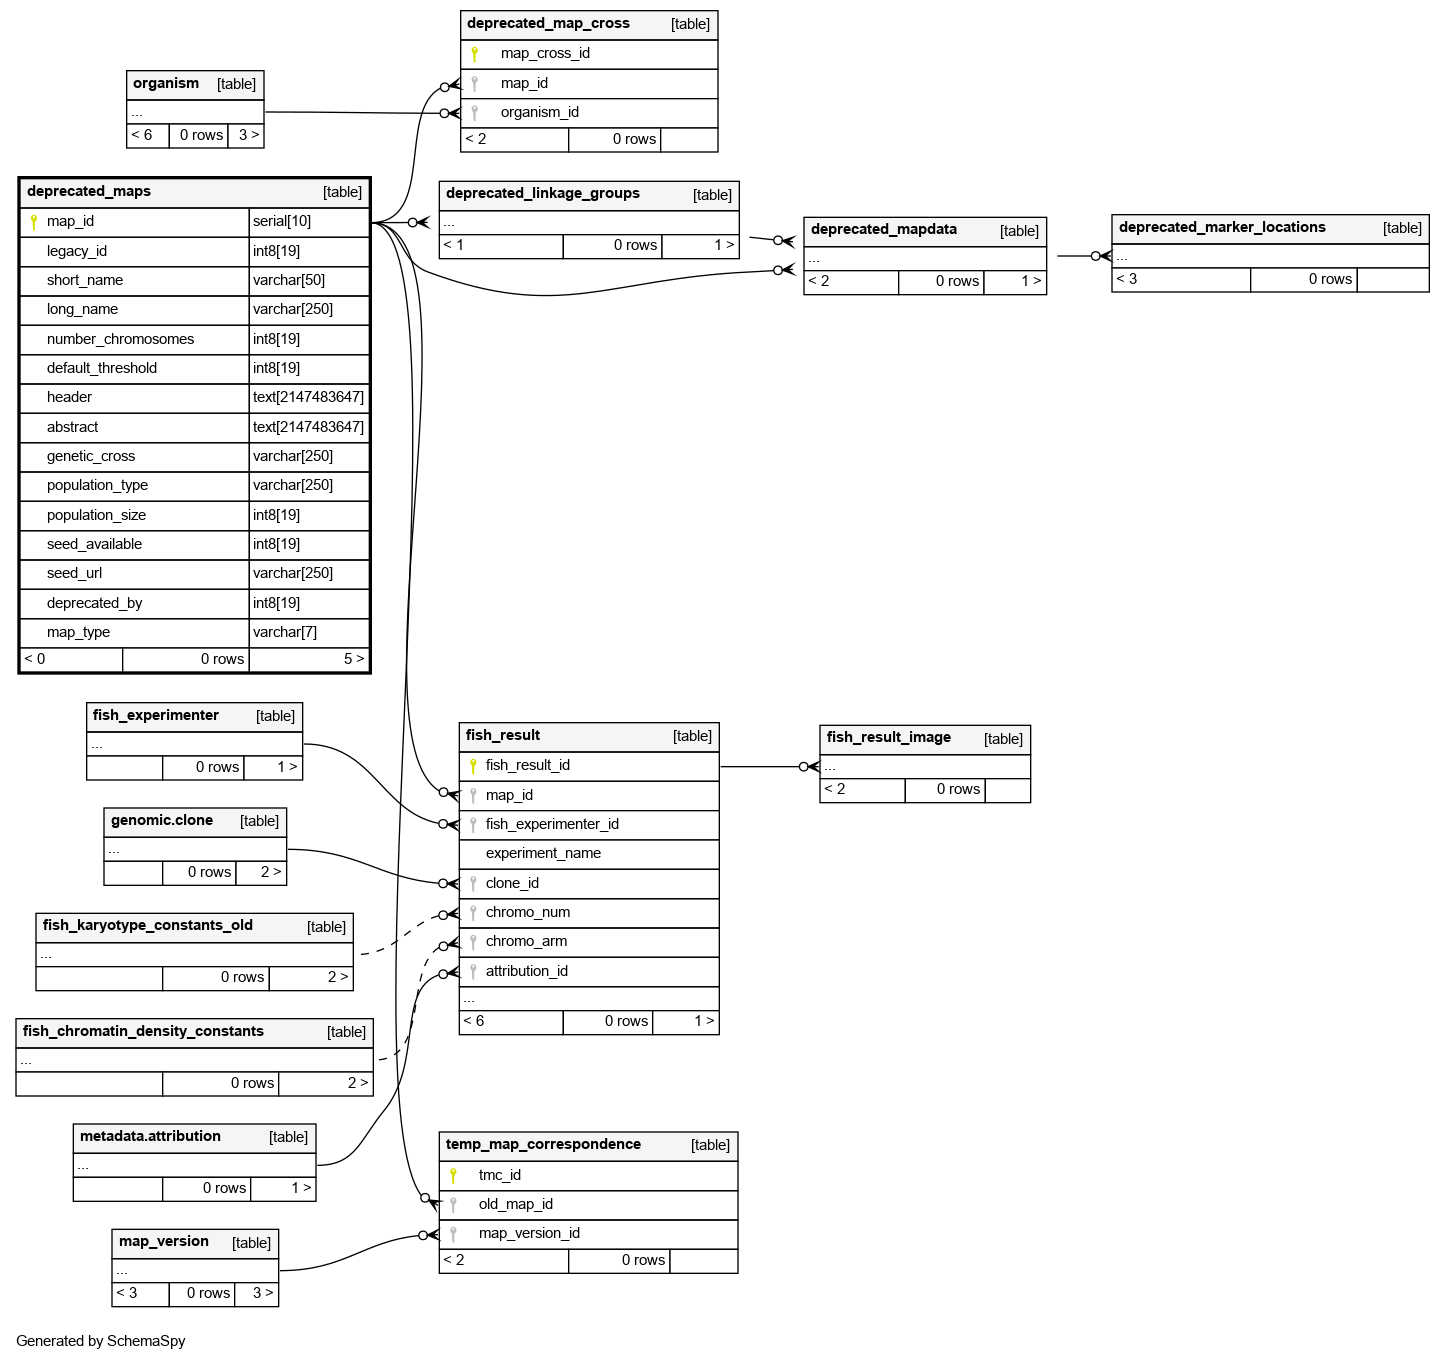 deprecated_map_cross [table]
map_cross_id
map_id
organism_id
< 2 0 rows
organism [table]
...
< 6 0 rows 3 >
deprecated_maps [table]
map_id serial[10]
legacy_id int8[19]
short_name varchar[50]
long_name varchar[250]
number_chromosomes int8[19]
default_threshold int8[19]
header text[2147483647]
abstract text[2147483647]
genetic_cross varchar[250]
population_type varchar[250]
population_size int8[19]
seed_available int8[19]
seed_url varchar[250]
deprecated_by int8[19]
map_type varchar[7]
< 0 0 rows 5 >
deprecated_linkage_groups [table]
...
< 1 0 rows 1 >
deprecated_mapdata [table]
...
< 2 0 rows 1 >
deprecated_marker_locations [table]
...
< 3 0 rows
fish_experimenter [table]
...
0 rows 1 >
genomic.clone [table]
...
0 rows 2 >
fish_karyotype_constants_old [table]
...
0 rows 2 >
fish_chromatin_density_constants [table]
...
0 rows 2 >
metadata.attribution [table]
...
0 rows 1 >
map_version [table]
...
< 3 0 rows 3 >
fish_result [table]
fish_result_id
map_id
fish_experimenter_id
experiment_name
clone_id
chromo_num
chromo_arm
attribution_id
...
< 6 0 rows 1 >
fish_result_image [table]
...
< 2 0 rows
temp_map_correspondence [table]
tmc_id
old_map_id
map_version_id
< 2 0 rows
Generated by SchemaSpy